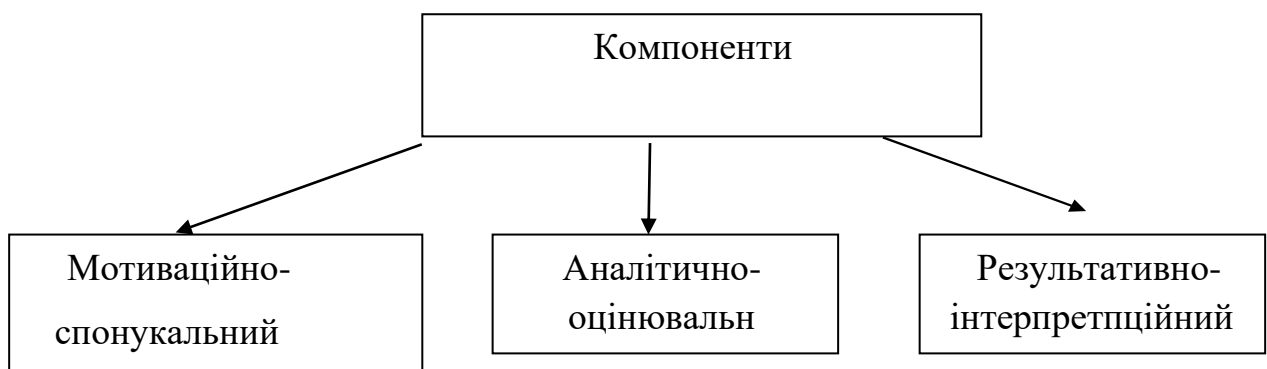 Компоненти
Мотиваційно-
спонукальний
Аналітично-
оцінювальн
Результативно-
інтерпретпційний